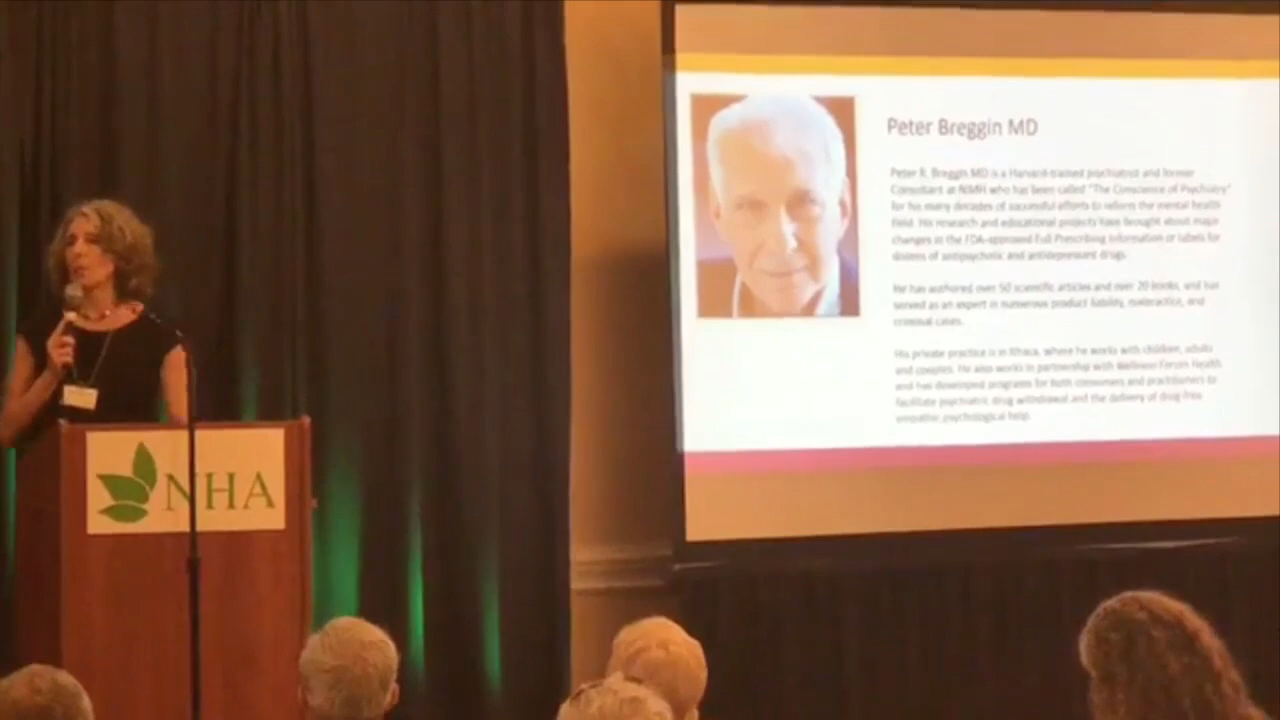 NHA
Peter Breggin MD
Peter R. Breggin MD is a Harvard-trained psychiatrist and former
Consultant at NIMH who has been called "The Conscience of Psychiatry"
for his many decades of successful efforts to reform the mental health
field. His research and educational projects have brought about major
changes in the FDA-approved Full Prescribing Information or labels for
dozens of antipsychotic and antidepressant drugs.
He has authored over 50 scientific articles and over 20 books, and has
served as an expert in numerous product liability, malpractice, and
criminal cases.
His private practice is in Ithaca, where he works with children, adults
and couples. He also works in partnership with Wellness Forum Health
and has developed programs for both consumers and practitioners to
facilitate psychiatric drug withdrawal and the delivery of drug-free
empathic psychological help.